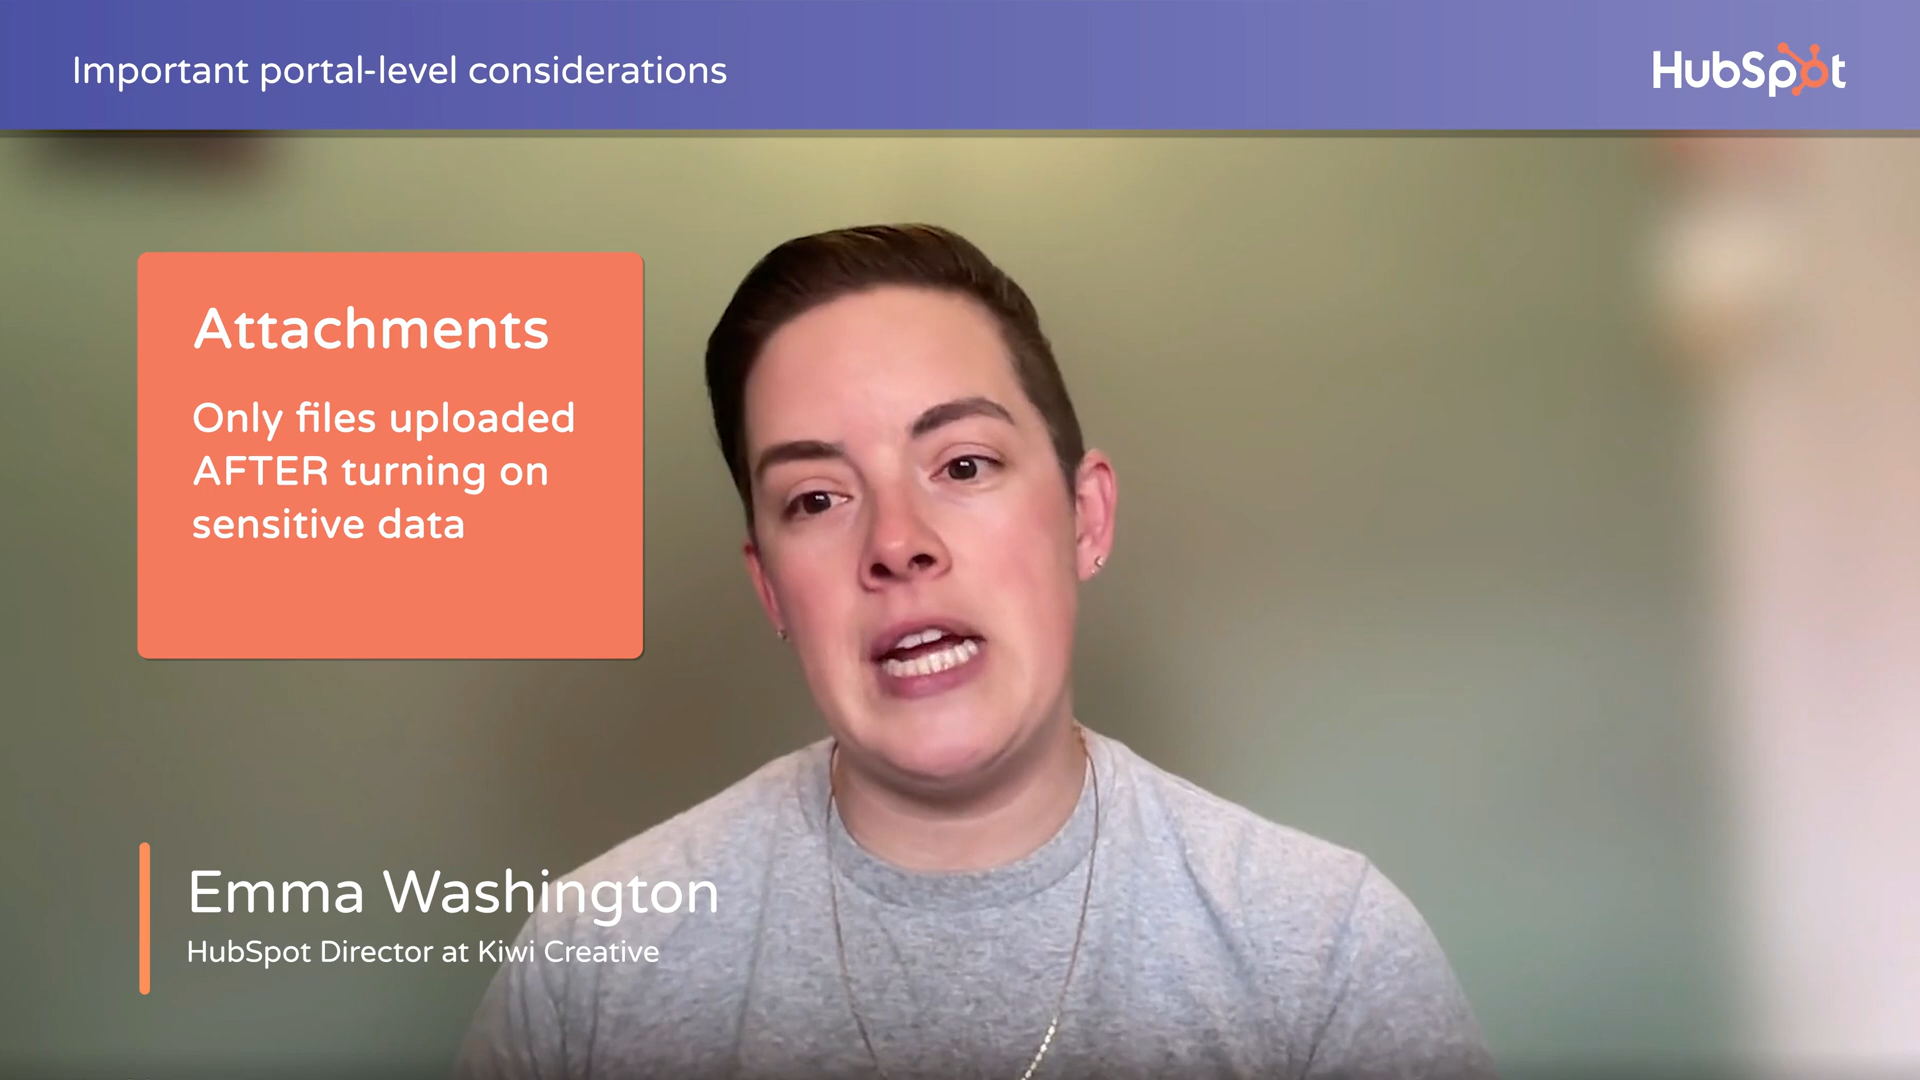 Important portal-level considerations
HubSpot
Attachments
Only files uploaded
AFTER turning on
sensitive data
Emma Washington
HubSpot Director at Kiwi Creative